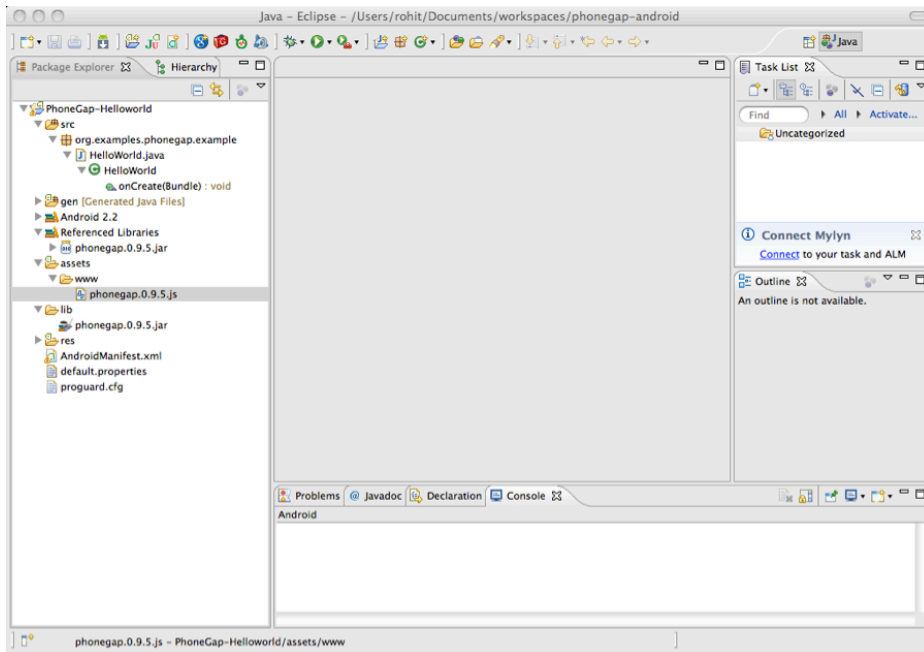 Java – Eclipse – /Users/rohit/Documents/workspaces/phonegap-android
Java
Package Explorer
Hierarchy
PhoneGap-Helloworld
src
org.examples.phonegap.example
HelloWorld.java
HelloWorld
onCreate(Bundle) : void
gen [Generated Java Files]
Android 2.2
Referenced Libraries
phonegap.0.9.5.jar
assets
www
phonegap.0.9.5.js
lib
phonegap.0.9.5.jar
res
AndroidManifest.xml
default.properties
proguard.cfg
Task List
Find
All
Activate...
Uncategorized
Connect Mylyn
Connect to your task and ALM
Outline
An outline is not available.
Problems
@ Javadoc
Declaration
Console
Android
phonegap.0.9.5.js – PhoneGap-Helloworld/assets/www